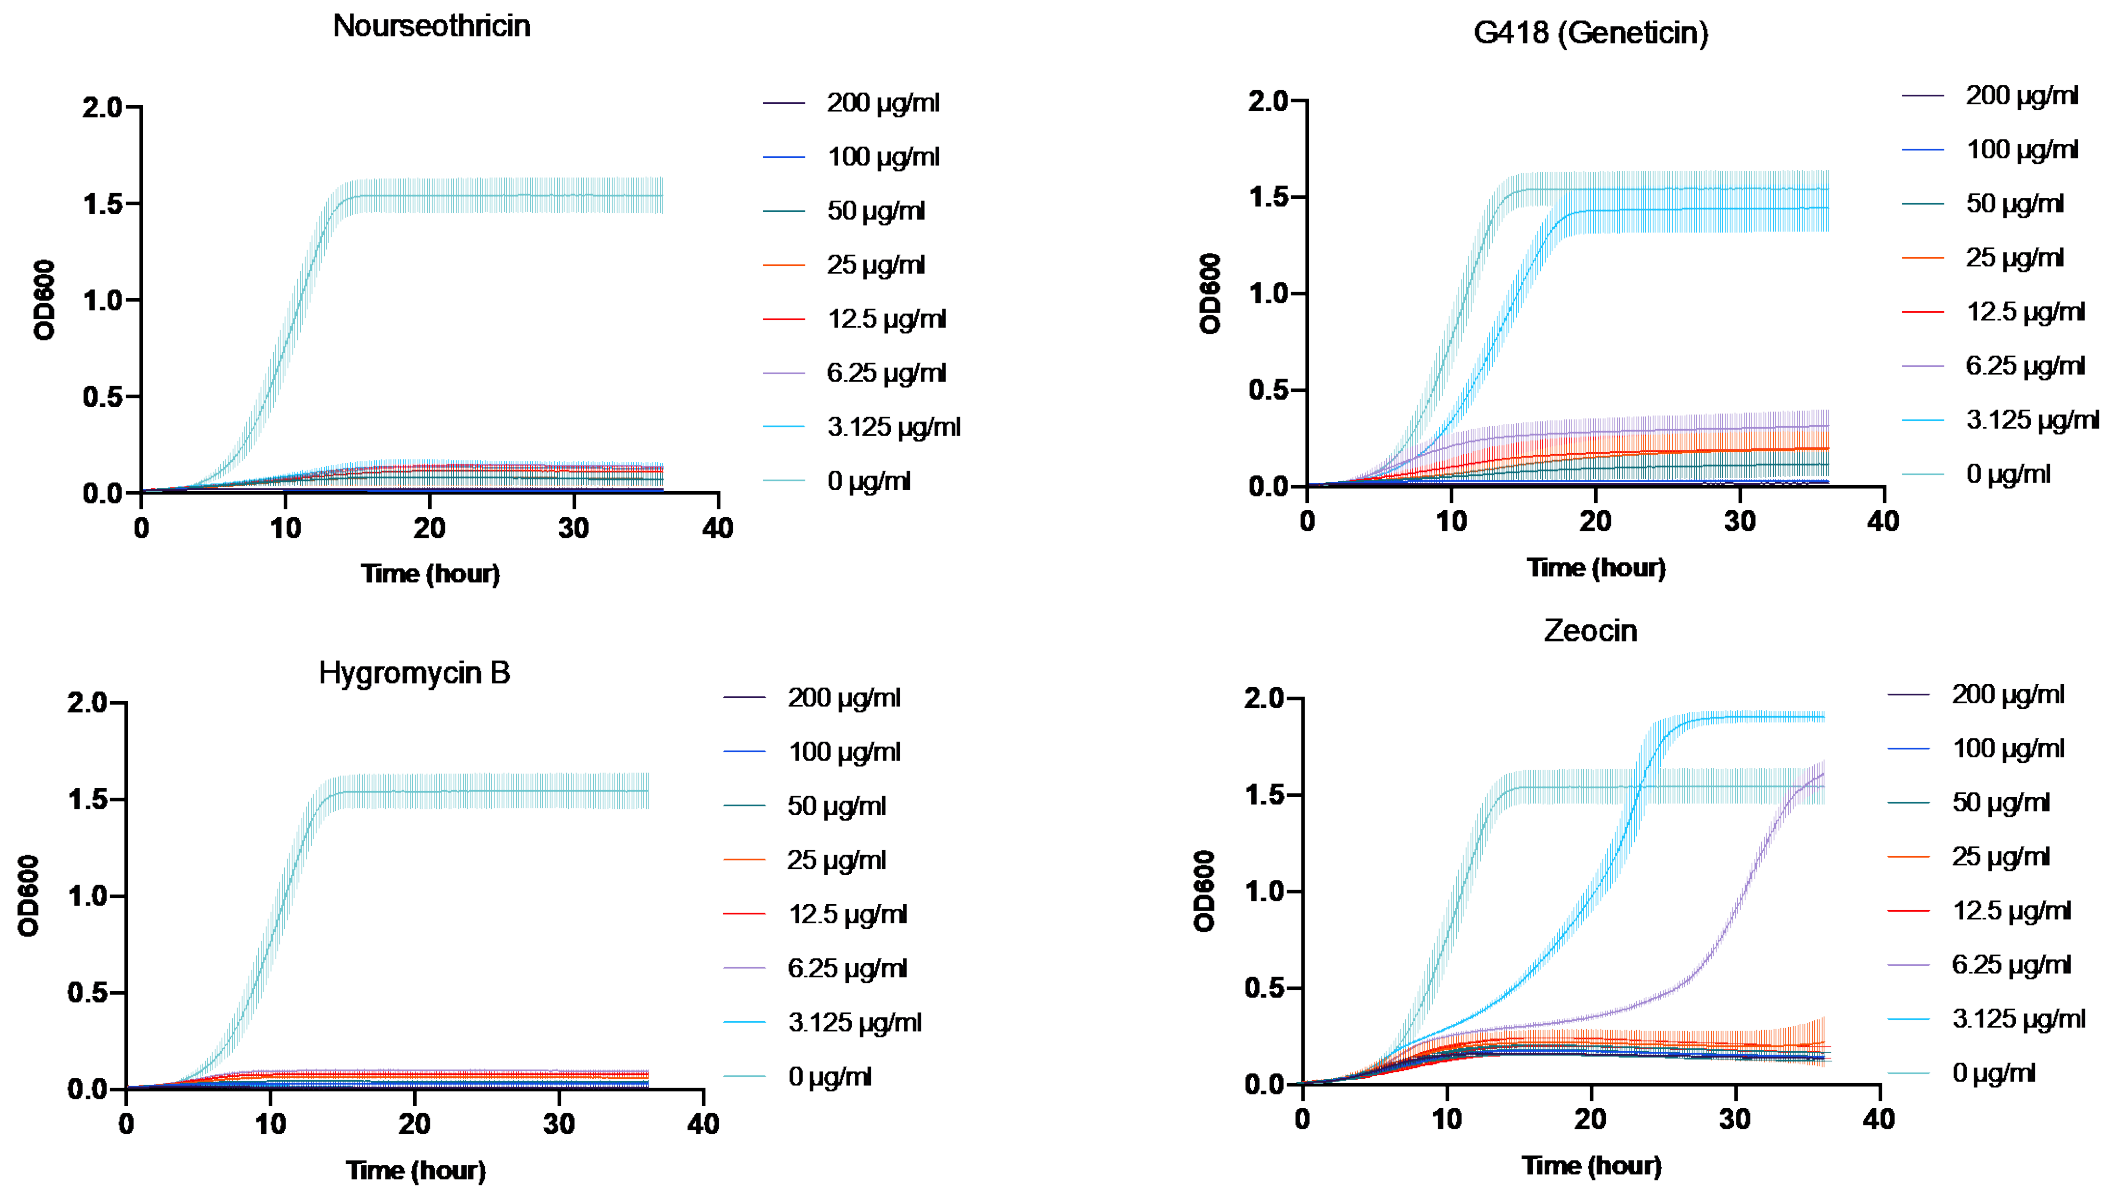 Nourseothricin
2.0
1.5
1.0
0.5
0.0
OD600
0 10 20 30 40
Time (hour)
200 µg/ml
100 µg/ml
50 µg/ml
25 µg/ml
12.5 µg/ml
6.25 µg/ml
3.125 µg/ml
0 µg/ml
G418 (Geneticin)
2.0
1.5
1.0
0.5
0.0
OD600
0 10 20 30 40
Time (hour)
200 µg/ml
100 µg/ml
50 µg/ml
25 µg/ml
12.5 µg/ml
6.25 µg/ml
3.125 µg/ml
0 µg/ml
Hygromycin B
2.0
1.5
1.0
0.5
0.0
OD600
0 10 20 30 40
Time (hour)
200 µg/ml
100 µg/ml
50 µg/ml
25 µg/ml
12.5 µg/ml
6.25 µg/ml
3.125 µg/ml
0 µg/ml
Zeocin
2.0
1.5
1.0
0.5
0.0
OD600
0 10 20 30 40
Time (hour)
200 µg/ml
100 µg/ml
50 µg/ml
25 µg/ml
12.5 µg/ml
6.25 µg/ml
3.125 µg/ml
0 µg/ml